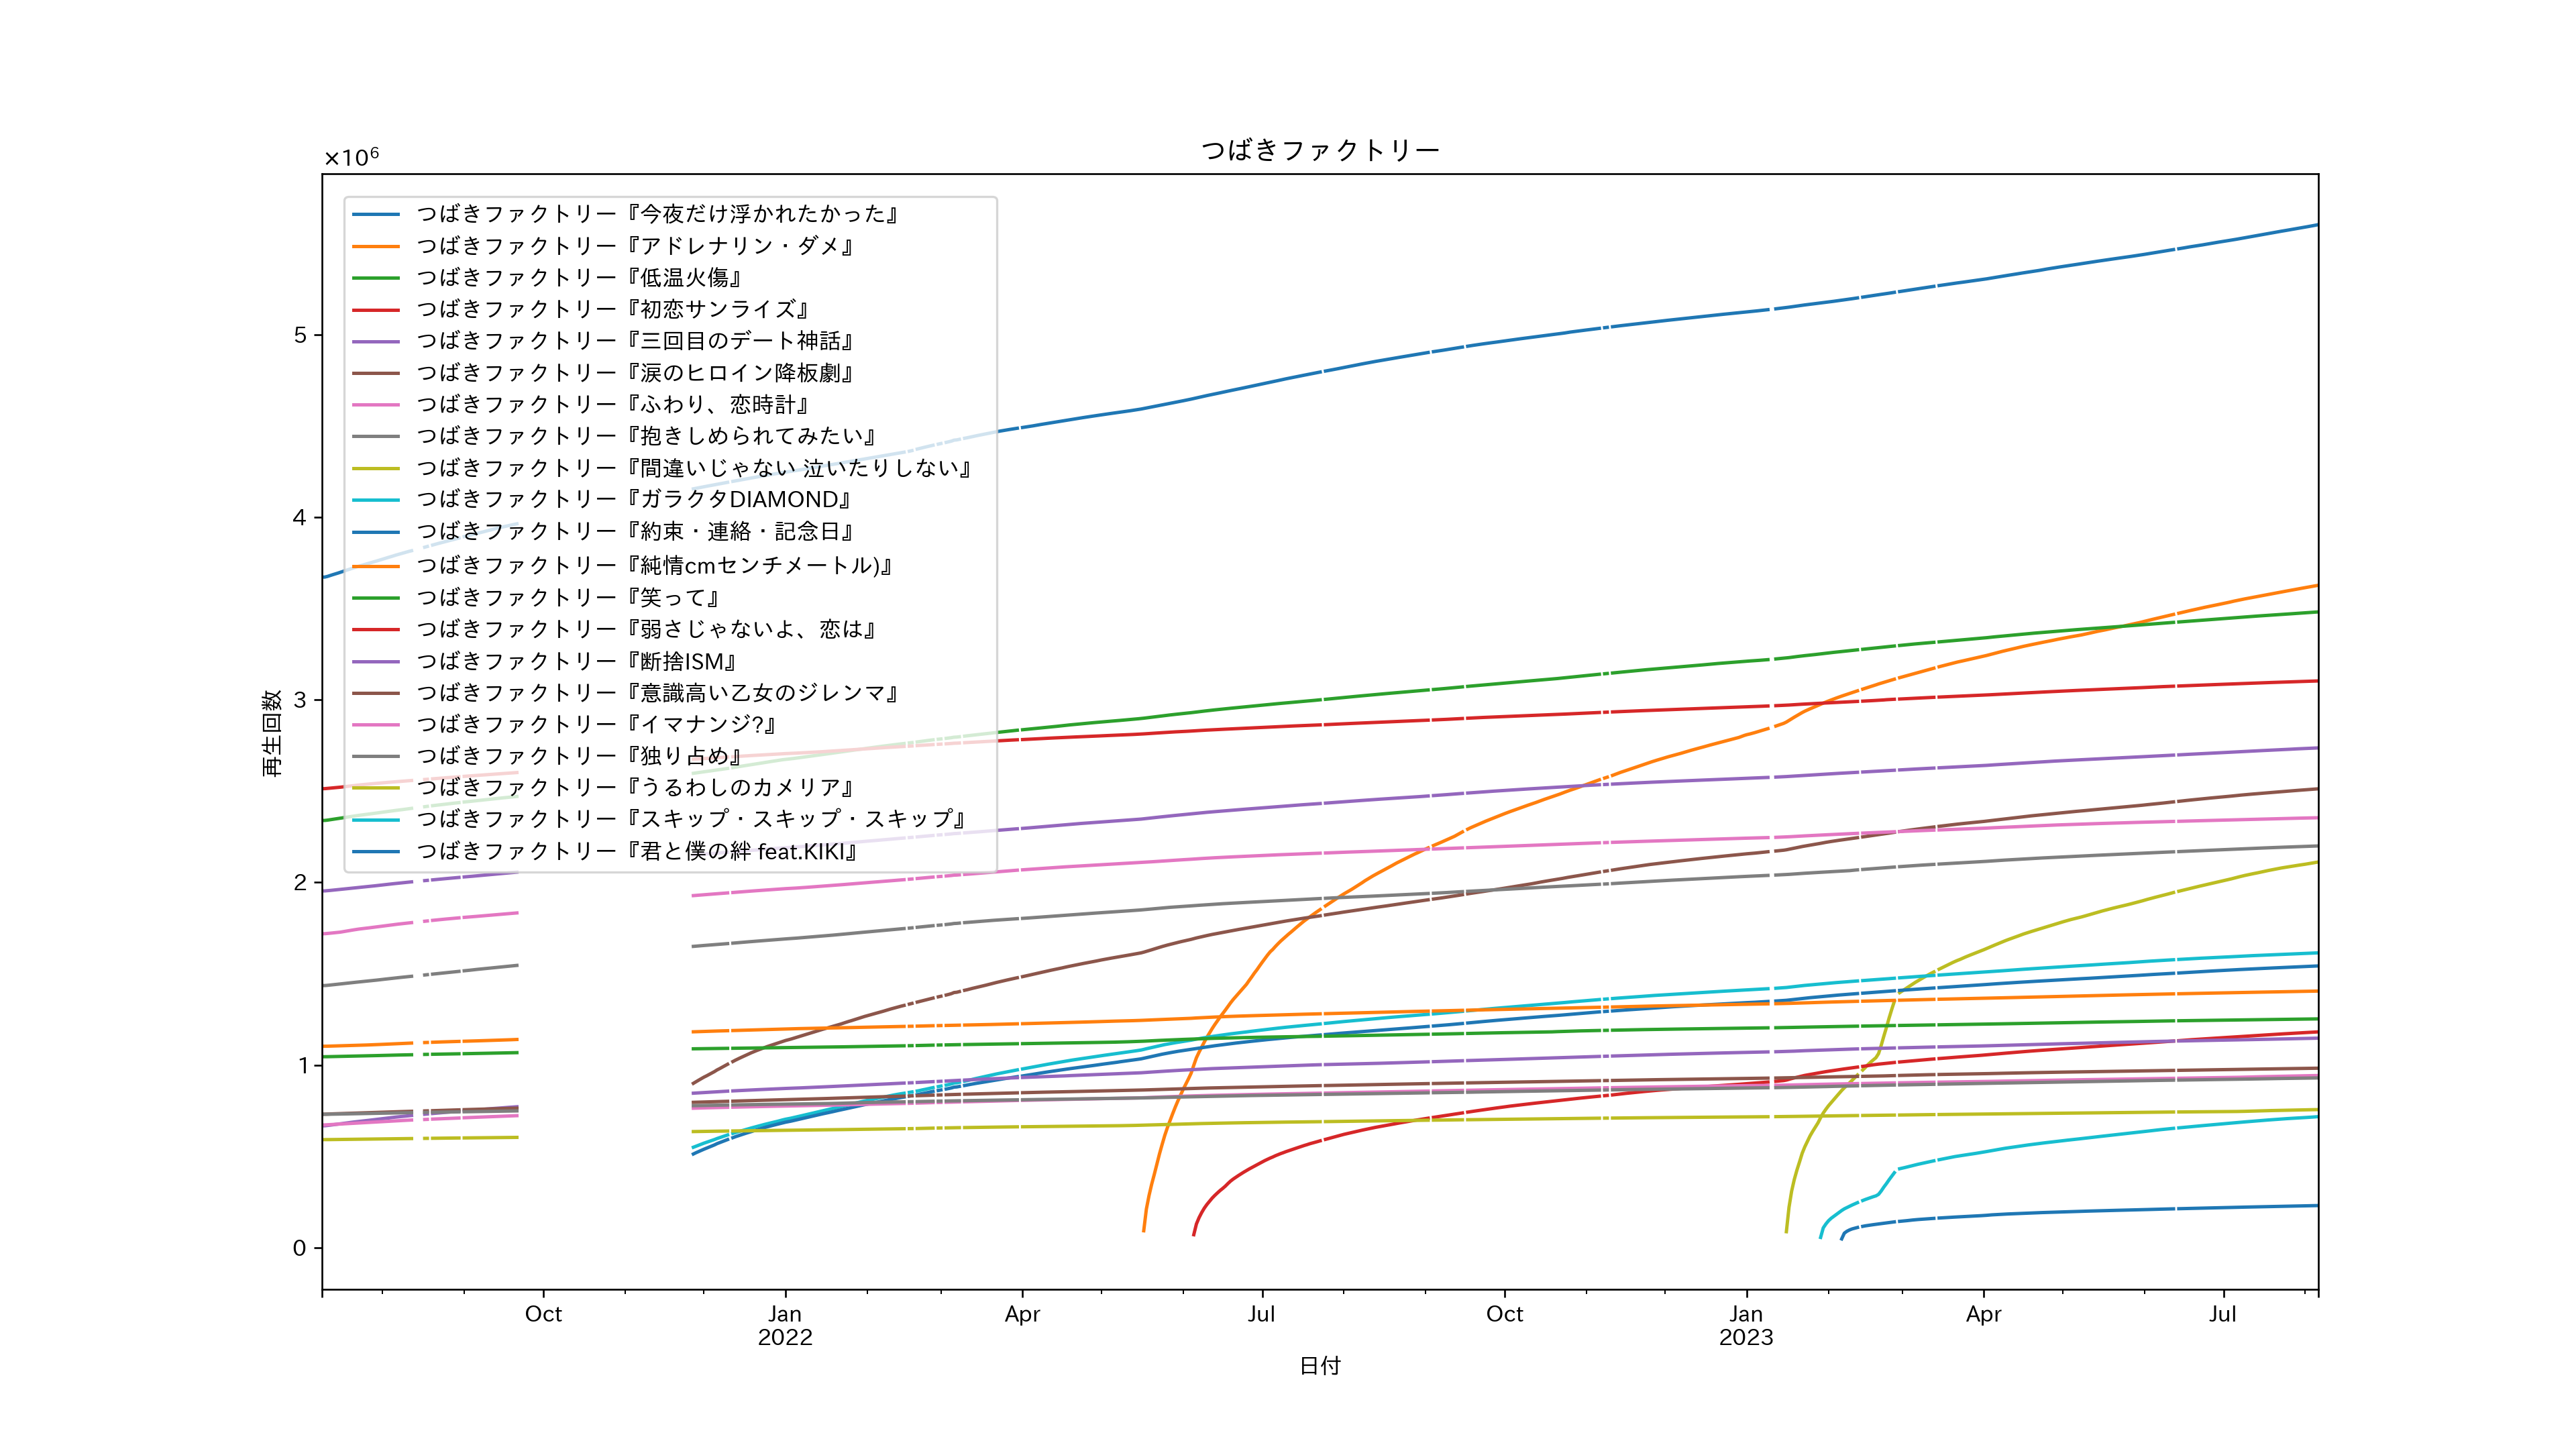 つばきファクトリー
×10⁶
つばきファクトリー『今夜だけ浮かれたかった』
つばきファクトリー『アドレナリン・ダメ』
つばきファクトリー『低温火傷』
つばきファクトリー『初恋サンライズ』
つばきファクトリー『三回目のデート神話』
つばきファクトリー『涙のヒロイン降板劇』
つばきファクトリー『ふわり、恋時計』
つばきファクトリー『抱きしめられてみたい』
つばきファクトリー『間違いじゃない 泣いたりしない』
つばきファクトリー『ガラクタDIAMOND』
つばきファクトリー『約束・連絡・記念日』
つばきファクトリー『純情cmセンチメートル)』
つばきファクトリー『笑って』
つばきファクトリー『弱さじゃないよ、恋は』
つばきファクトリー『断捨ISM』
つばきファクトリー『意識高い乙女のジレンマ』
つばきファクトリー『イマナンジ?』
つばきファクトリー『独り占め』
つばきファクトリー『うるわしのカメリア』
つばきファクトリー『スキップ・スキップ・スキップ』
つばきファクトリー『君と僕の絆 feat.KIKI』
5
4
3
2
1
0
再生回数
Oct Jan Apr Jul Oct Jan Apr Jul
2022 2023
日付